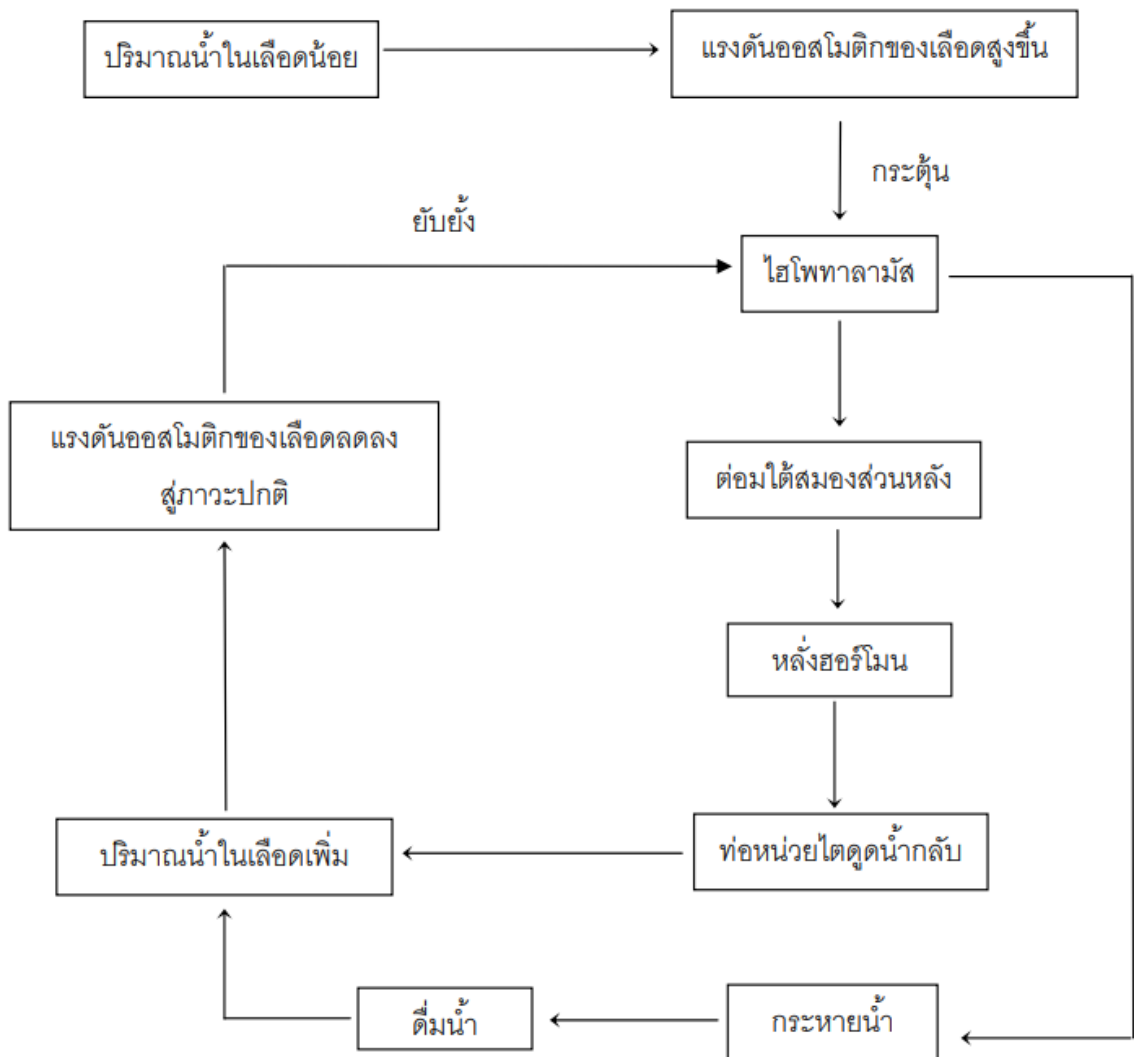 ปริมาณน้ำในเลือดน้อย
แรงดันออสโมติกของเลือดสูงขึ้น
กระตุ้น
ยับยั้ง
ไฮโพทาลามัส
แรงดันออสโมติกของเลือดลดลง
สู่ภาวะปกติ
ต่อมใต้สมองส่วนหลัง
หลั่งฮอร์โมน
ปริมาณน้ำในเลือดเพิ่ม
ท่อหน่วยไตดูดน้ำกลับ
ดื่มน้ำ
กระหายน้ำ